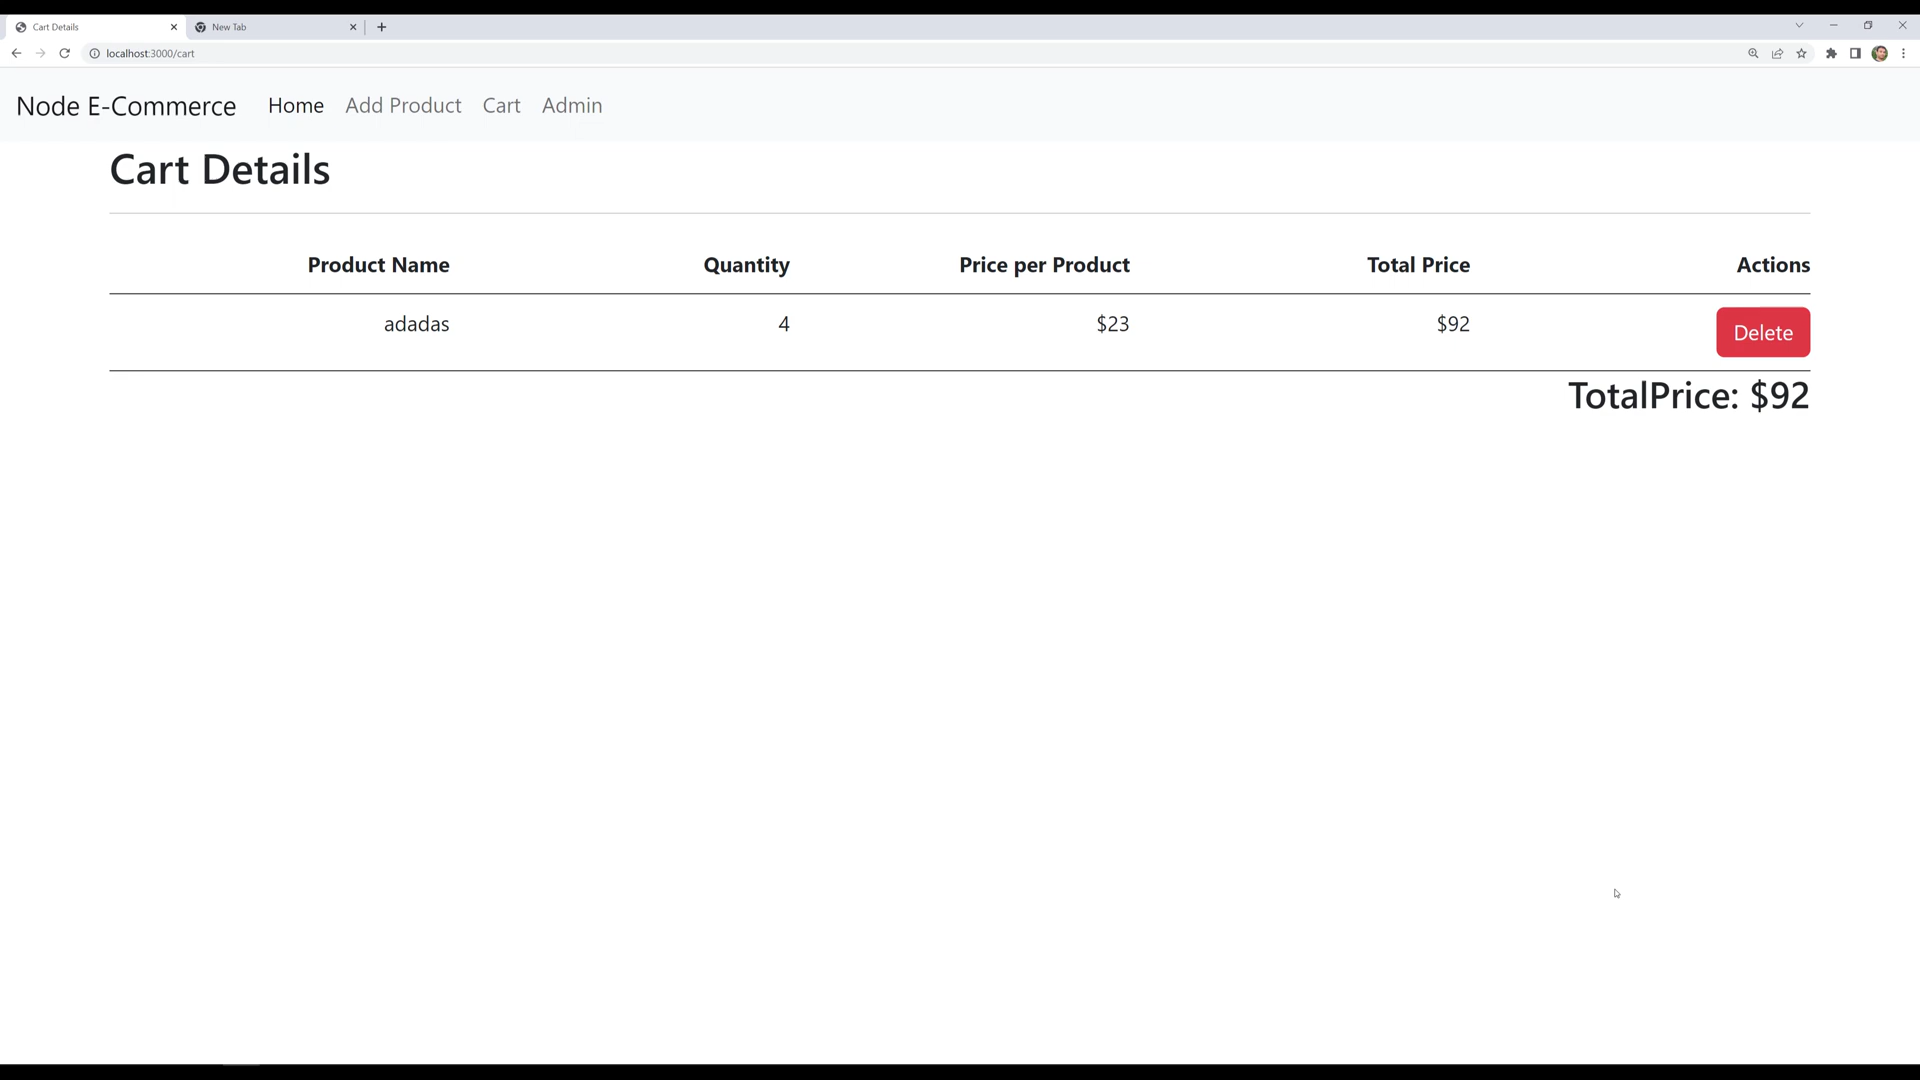 Cart Details
New Tab
localhost:3000/cart
Node E-Commerce Home Add Product Cart Admin
Cart Details
Product Name Quantity Price per Product Total Price Actions
adadas 4 $23 $92 Delete
TotalPrice: $92